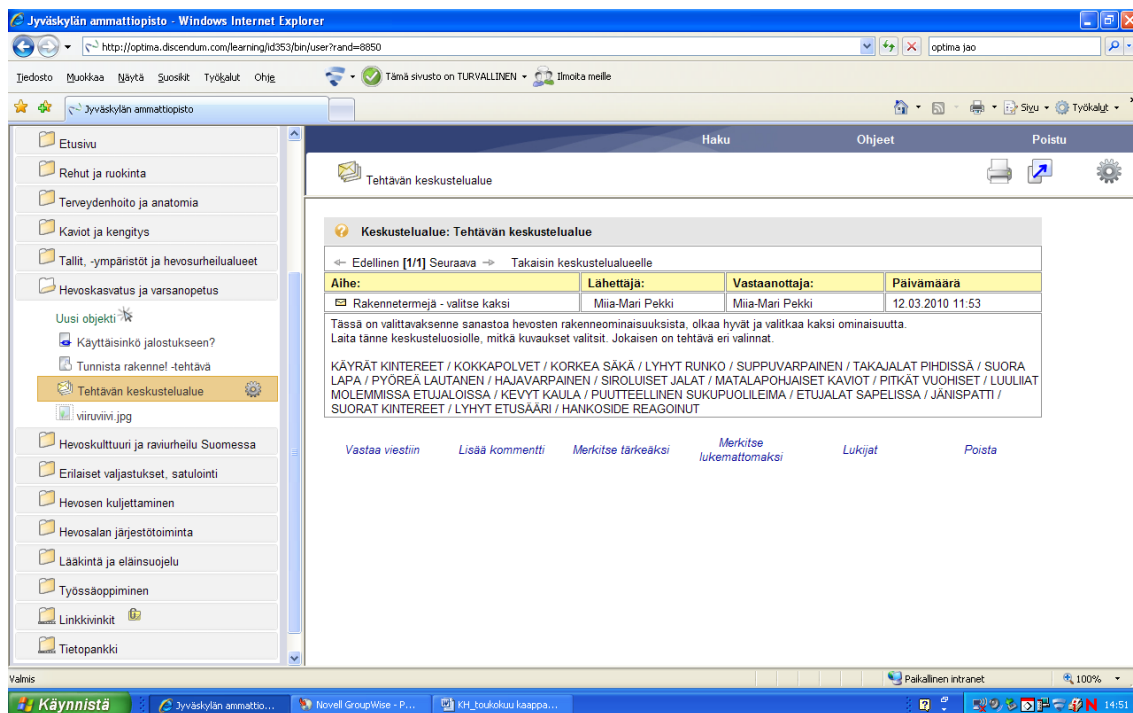 Jyväskylän ammattiopisto - Windows Internet Explorer
http://optima.discendum.com/learning/id353/bin/user?rand=8850
optima jao
Tiedosto Muokkaa Näytä Suosikit Työkalut Ohje
Tämä sivusto on TURVALLINEN
Ilmoita meille
Jyväskylän ammattiopisto
Sivu
Työkalut
Etusivu
Rehut ja ruokinta
Terveydenhoito ja anatomia
Kaviot ja kengitys
Tallit, -ympäristöt ja hevosurheilualueet
Hevoskasvatus ja varsanopetus
Uusi objekti
Käyttäisinkö jalostukseen?
Tunnista rakenne! -tehtävä
Tehtävän keskustelualue
viiruviivi.jpg
Hevoskulttuuri ja raviurheilu Suomessa
Erilaiset valjastukset, satulointi
Hevosen kuljettaminen
Hevosalan järjestötoiminta
Lääkintä ja eläinsuojelu
Työssäoppiminen
Linkkivinkit
Tietopankki
Haku Ohjeet Poistu
Tehtävän keskustelualue
Keskustelualue: Tehtävän keskustelualue
Edellinen [1/1] Seuraava Takaisin keskustelualueelle
Aihe: Lähettäjä: Vastaanottaja: Päivämäärä
Rakennetermejä - valitse kaksi Miia-Mari Pekki Miia-Mari Pekki 12.03.2010 11:53
Tässä on valittavaksenne sanastoa hevosten rakenneominaisuuksista, olkaa hyvät ja valitkaa kaksi ominaisuutta.
Laita tänne keskusteluosiolle, mitkä kuvaukset valitsit. Jokaisen on tehtävä eri valinnat.
KÄYRÄT KINTEREET / KOKKAPOLVET / KORKEA SÄKÄ / LYHYT RUNKO / SUPPUVARPAINEN / TAKAJALAT PIHDISSÄ / SUORA
LAPA / PYÖREÄ LAUTANEN / HAJAVARPAINEN / SIROLUISET JALAT / MATALAPOHJAISET KAVIOT / PITKÄT VUOHISET / LUULIIAT
MOLEMMISSA ETUJALOISSA / KEVYT KAULA / PUUTTEELLINEN SUKUPUOLILEIMA / ETUJALAT SAPELISSA / JÄNISPATTI /
SUORAT KINTEREET / LYHYT ETUSÄÄRI / HANKOSIDE REAGOINUT
Vastaa viestiin Lisää kommentti Merkitse tärkeäksi Merkitse lukemattomaksi Lukijat Poista
Valmis
Paikallinen intranet
100%
Käynnistä
Jyväskylän ammattio...
Novell GroupWise - P...
KH_toukokuu kaappa...
14:51